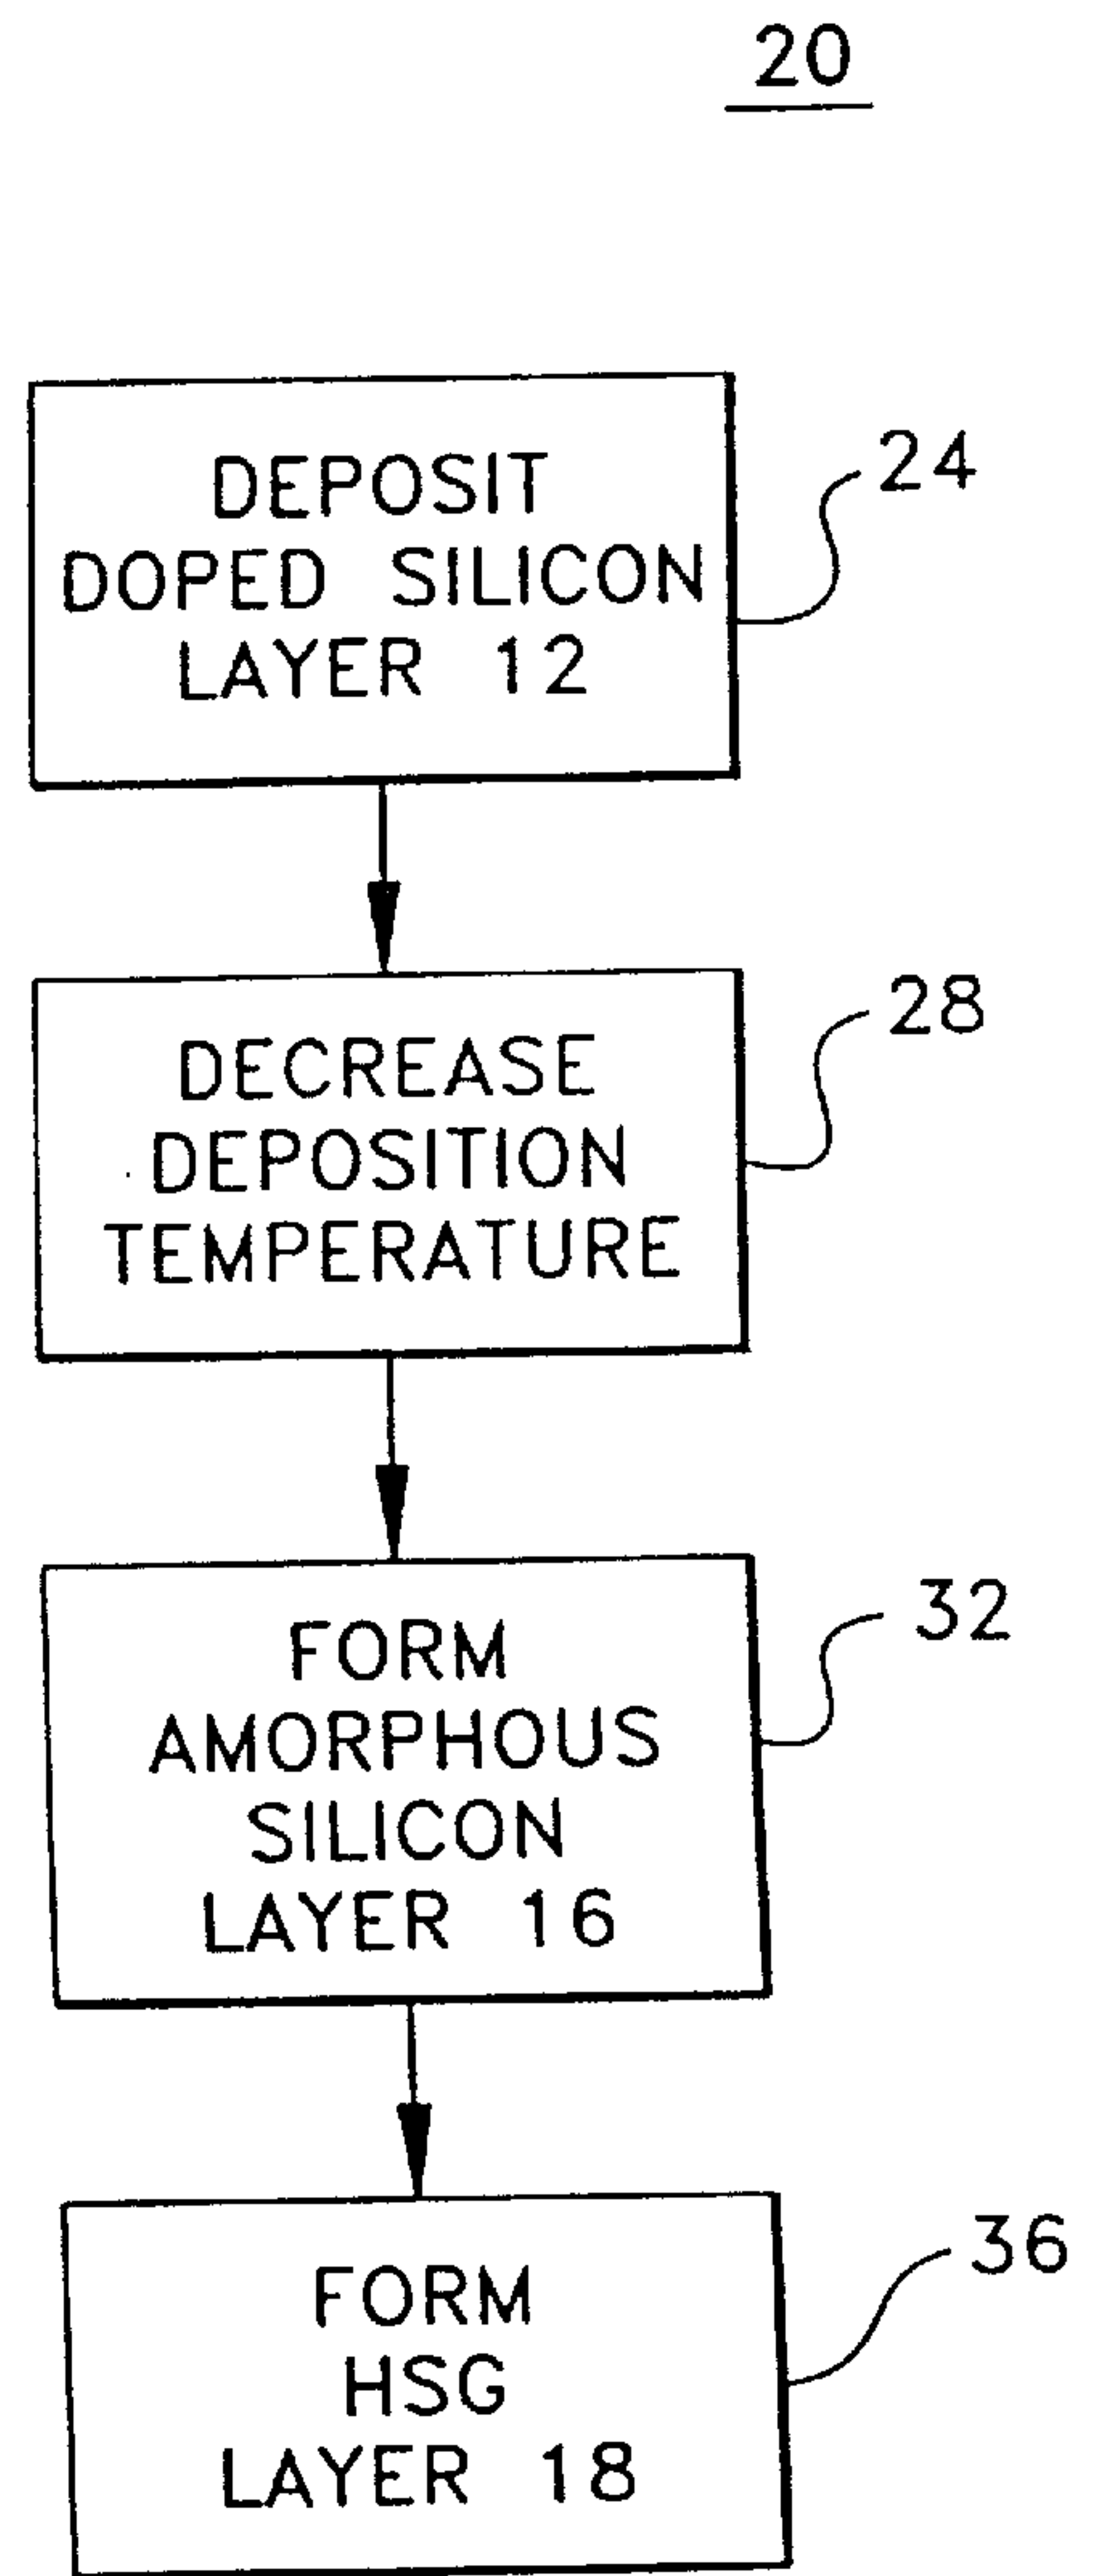 20
DEPOSIT
DOPED SILICON
LAYER 12
24
DECREASE
DEPOSITION
TEMPERATURE
28
FORM
AMORPHOUS
SILICON
LAYER 16
32
FORM
HSG
LAYER 18
36